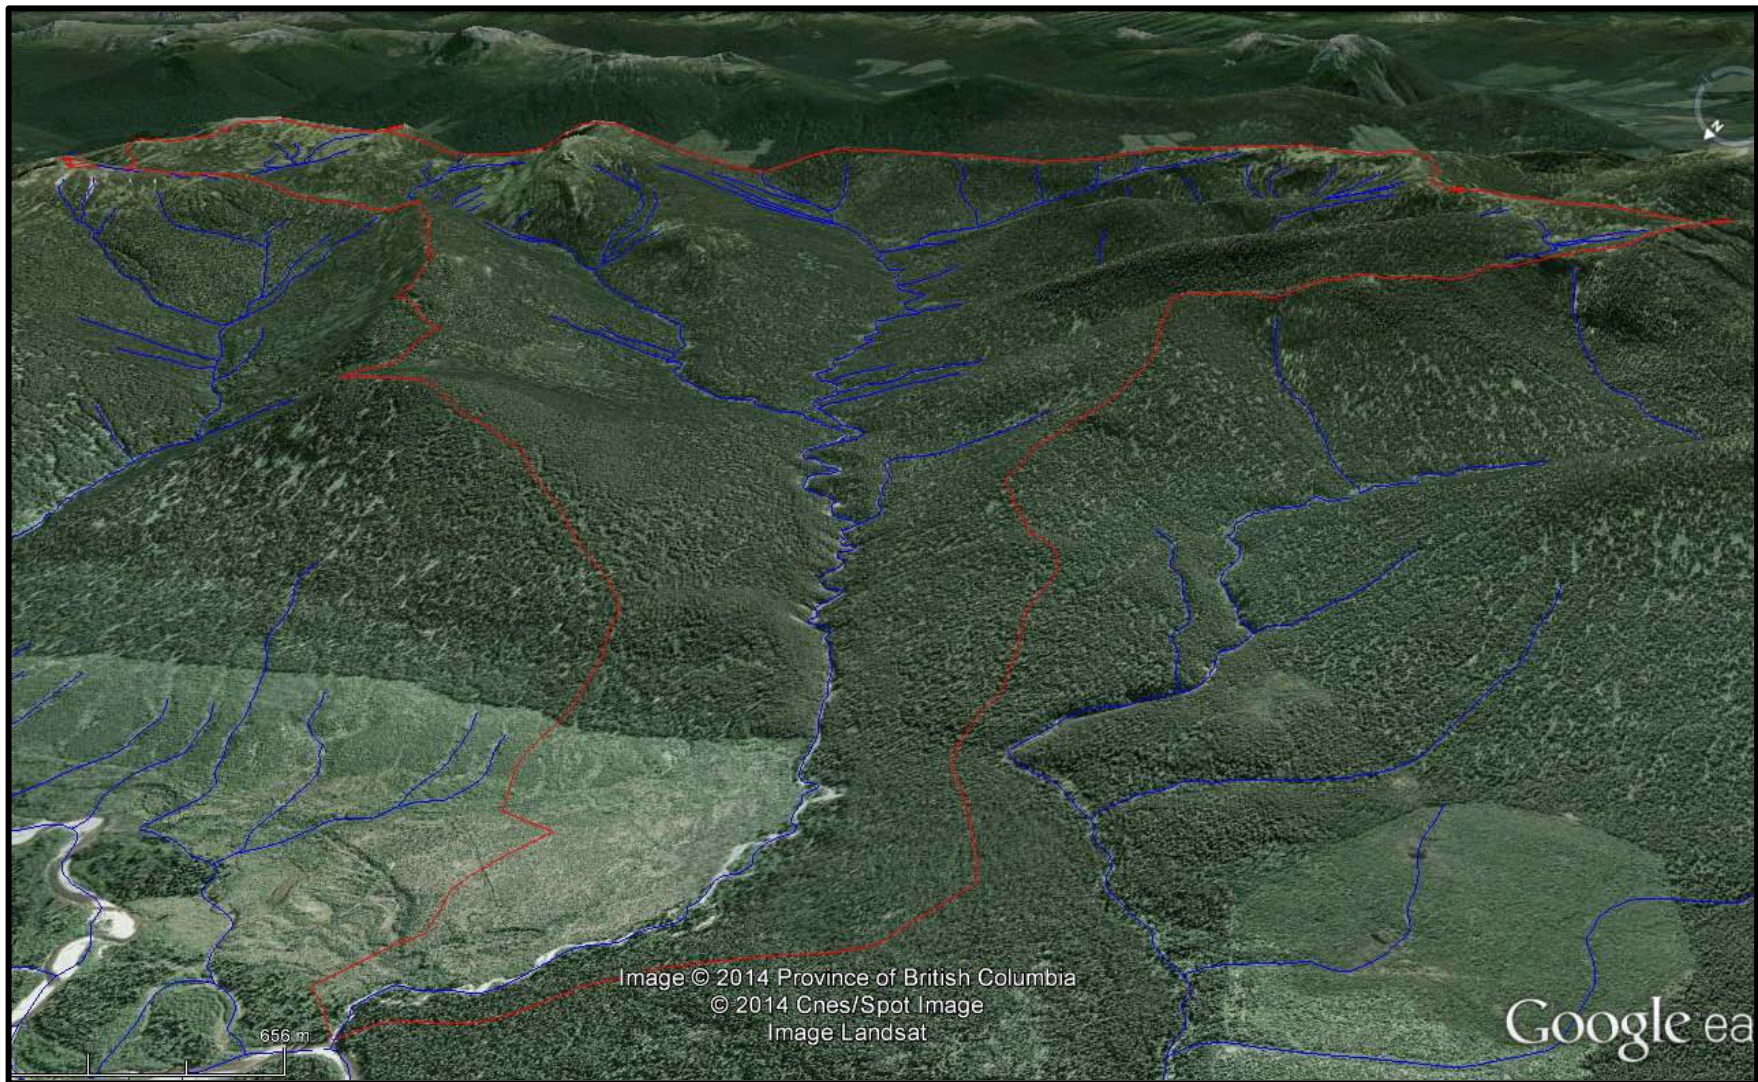 N
656 m
Image © 2014 Province of British Columbia
© 2014 Cnes/Spot Image
Image Landsat
Google ea